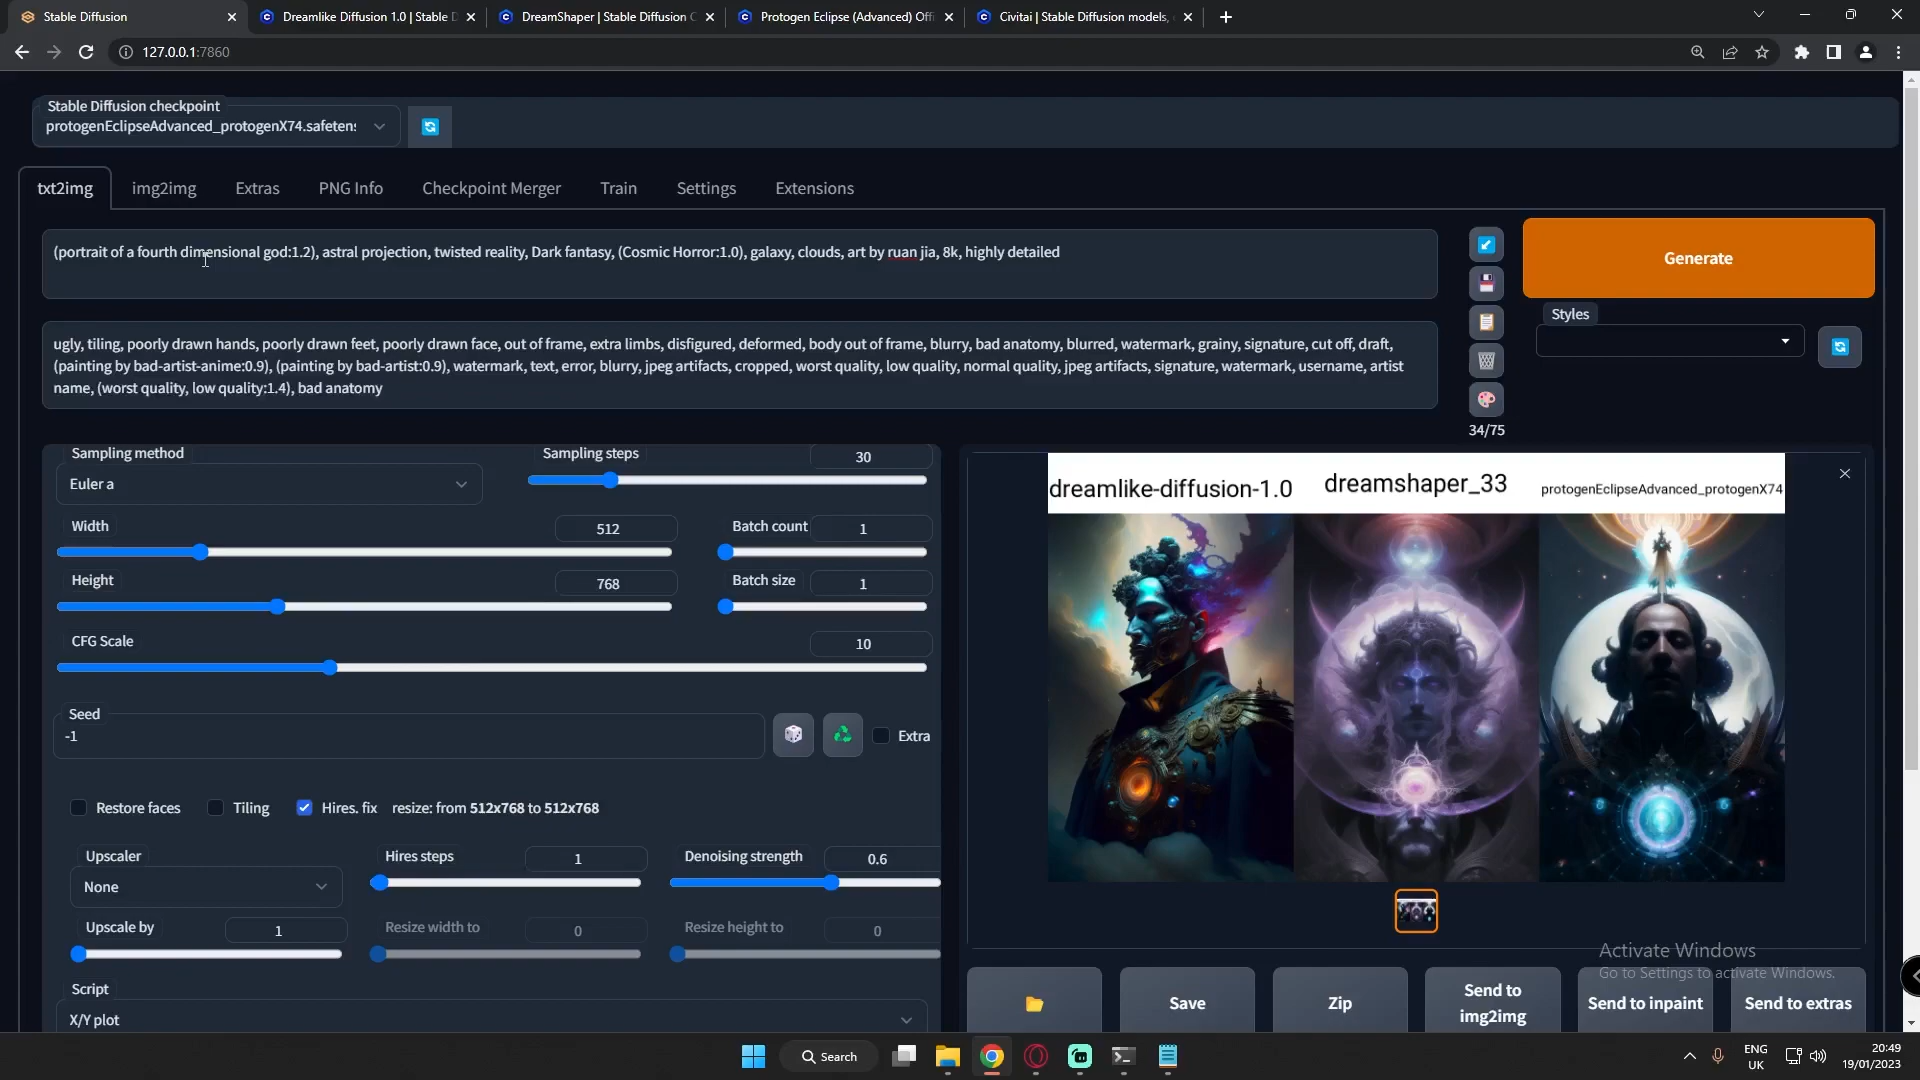 Stable Diffusion
Dreamlike Diffusion 1.0 | Stable D
DreamShaper | Stable Diffusion C
Protogen Eclipse (Advanced) Offi
Civitai | Stable Diffusion models,
127.0.0.1:7860
Stable Diffusion checkpoint
protogenEclipseAdvanced_protogenX74.safetens
txt2img
img2img
Extras
PNG Info
Checkpoint Merger
Train
Settings
Extensions
(portrait of a fourth dimensional god:1.2), astral projection, twisted reality, Dark fantasy, (Cosmic Horror:1.0), galaxy, clouds, art by ruan jia, 8k, highly detailed
Generate
Styles
ugly, tiling, poorly drawn hands, poorly drawn feet, poorly drawn face, out of frame, extra limbs, disfigured, deformed, body out of frame, blurry, bad anatomy, blurred, watermark, grainy, signature, cut off, draft,
(painting by bad-artist-anime:0.9), (painting by bad-artist:0.9), watermark, text, error, blurry, jpeg artifacts, cropped, worst quality, low quality, normal quality, jpeg artifacts, signature, watermark, username, artist
name, (worst quality, low quality:1.4), bad anatomy
34/75
Sampling method
Euler a
Sampling steps
30
Width
512
Batch count
1
Height
768
Batch size
1
CFG Scale
10
Seed
-1
Extra
Restore faces
Tiling
Hires. fix
resize: from 512x768 to 512x768
Upscaler
None
Hires steps
1
Denoising strength
0.6
Upscale by
1
Resize width to
0
Resize height to
0
Script
X/Y plot
dreamlike-diffusion-1.0
dreamshaper_33
protogenEclipseAdvanced_protogenX74
Activate Windows
Go to Settings to activate Windows.
Save
Zip
Send to
img2img
Send to inpaint
Send to extras
Search
ENG
UK
20:49
19/01/2023